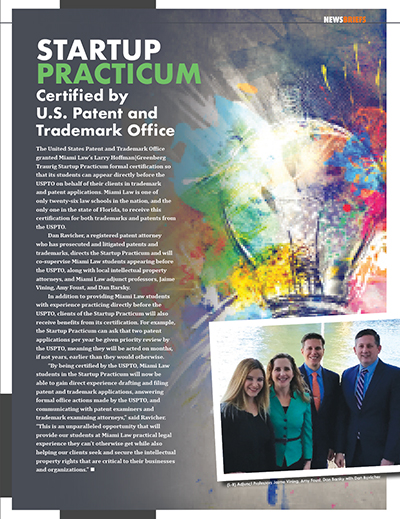 NEWSBRIEFS
STARTUP
PRACTICUM
Certified by
U.S. Patent and
Trademark Office
The United States Patent and Trademark Office
granted Miami Law's Larry Hoffman|Greenberg
Traurig Startup Practicum formal certification so
that its students can appear directly before the
USPTO on behalf of their clients in trademark
and patent applications. Miami Law is one of
only twenty-six law schools in the nation, and the
only one in the state of Florida, to receive this
certification for both trademarks and patents from
the USPTO.
Dan Ravicher, a registered patent attorney
who has prosecuted and litigated patents and
trademarks, directs the Startup Practicum and will
co-supervise Miami Law students appearing before
the USPTO, along with local intellectual property
attorneys, and Miami Law adjunct professors, Jaime
Vining, Amy Foust, and Dan Barsky.
In addition to providing Miami Law students
with experience practicing directly before the
USPTO, clients of the Startup Practicum will also
receive benefits from its certification. For example,
the Startup Practicum can ask that two patent
applications per year be given priority review by
the USPTO, meaning they will be acted on months,
if not years, earlier than they would otherwise.
"By being certified by the USPTO, Miami Law
students in the Startup Practicum will now be
able to gain direct experience drafting and filing
patent and trademark applications, answering
formal office actions made by the USPTO, and
communicating with patent examiners and
trademark examining attorneys," said Ravicher.
"This is an unparalleled opportunity that will
provide our students at Miami Law practical legal
experience they can't otherwise get while also
helping our clients seek and secure the intellectual
property rights that are critical to their businesses
and organizations." ■
(L-R) Adjunct Professors Jaime Vining, Amy Foust, Dan Barsky with Dan Ravicher